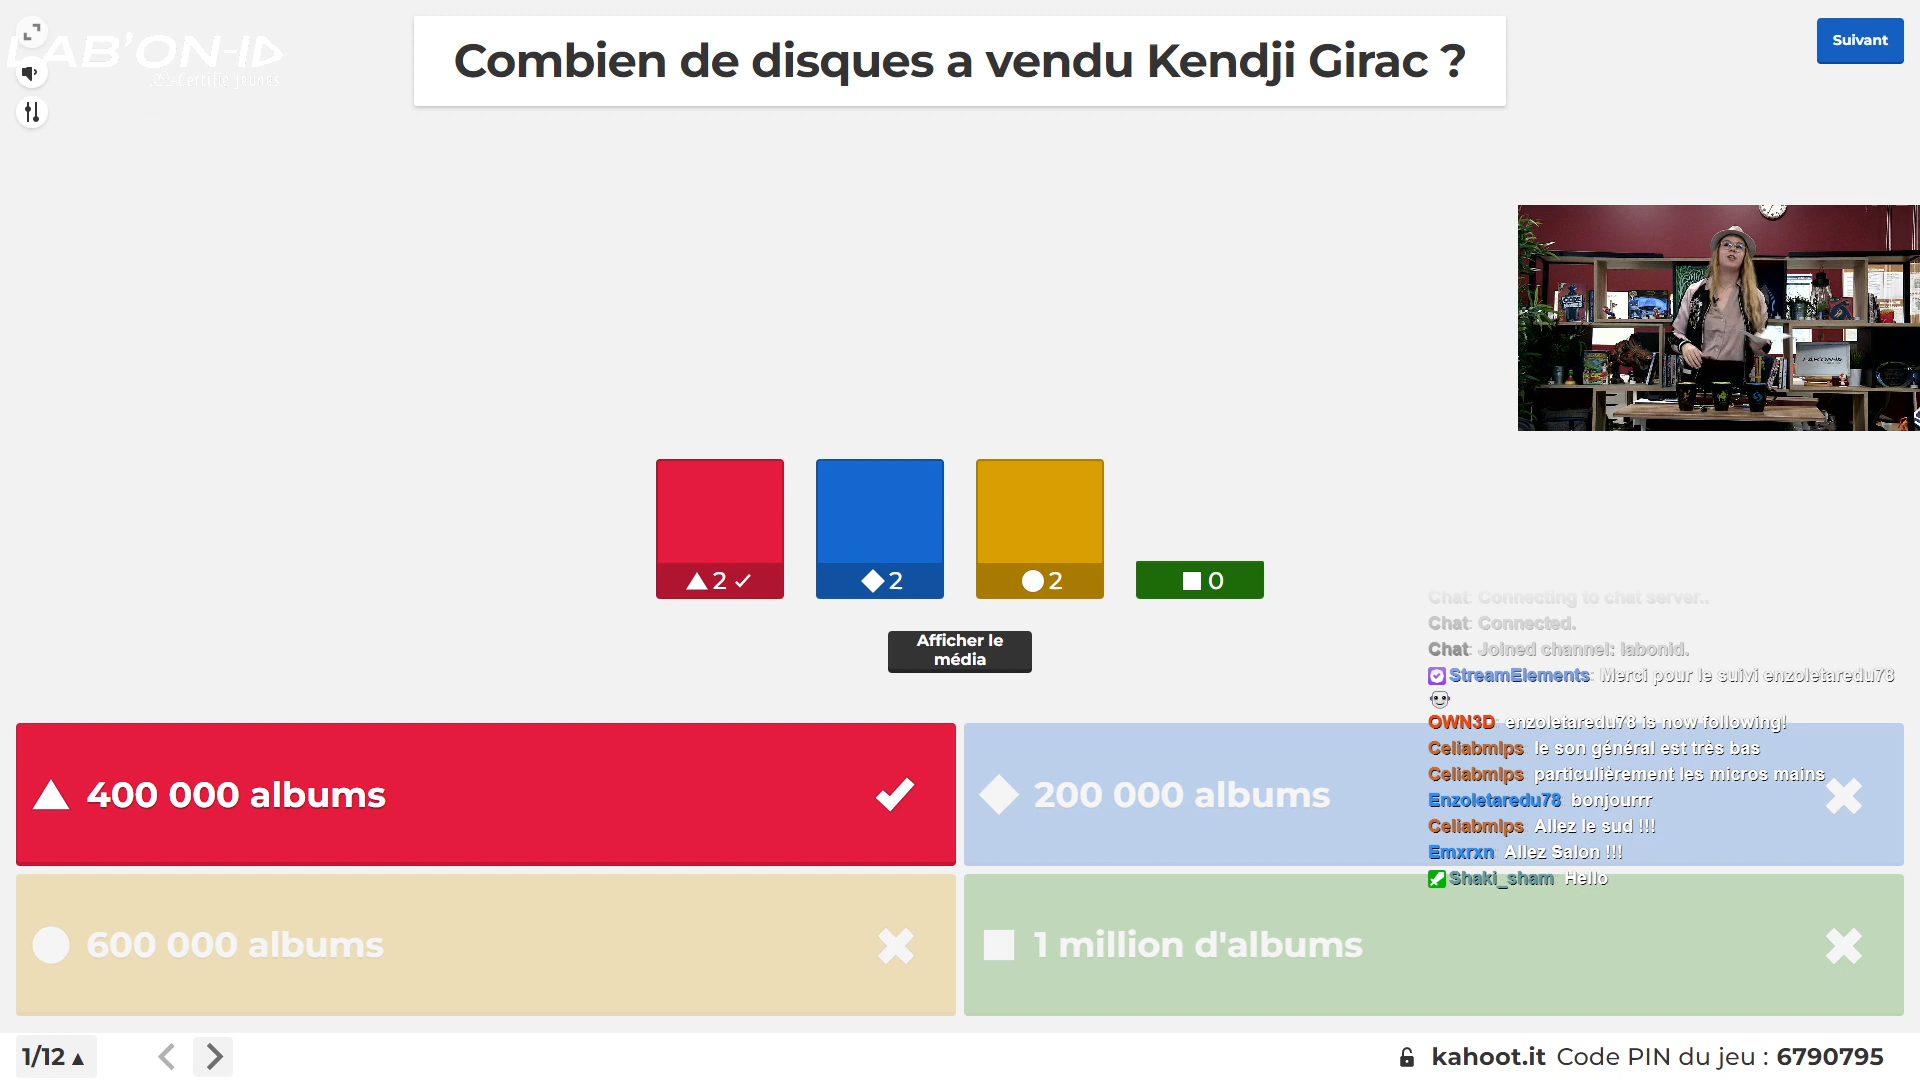 LAB'ON-ID
Certific'Jeunes
Combien de disques a vendu Kendji Girac ?
Suivant
2
2
2
0
Afficher le
média
Chat: Connecting to chat server..
Chat: Connected.
Chat: Joined channel: labonid.
StreamElements: Merci pour le suivi enzoletaredu78
OWN3D: enzoletaredu78 is now following!
Celiabmlps le son général est très bas
Celiabmlps particulièrement les micros mains
Enzoletaredu78 bonjourrr
Celiabmlps Allez le sud !!!
Emxrxn Allez Salon !!!
Shaki_sham Hello
400 000 albums
200 000 albums
600 000 albums
1 million d'albums
1/12
kahoot.it Code PIN du jeu : 6790795